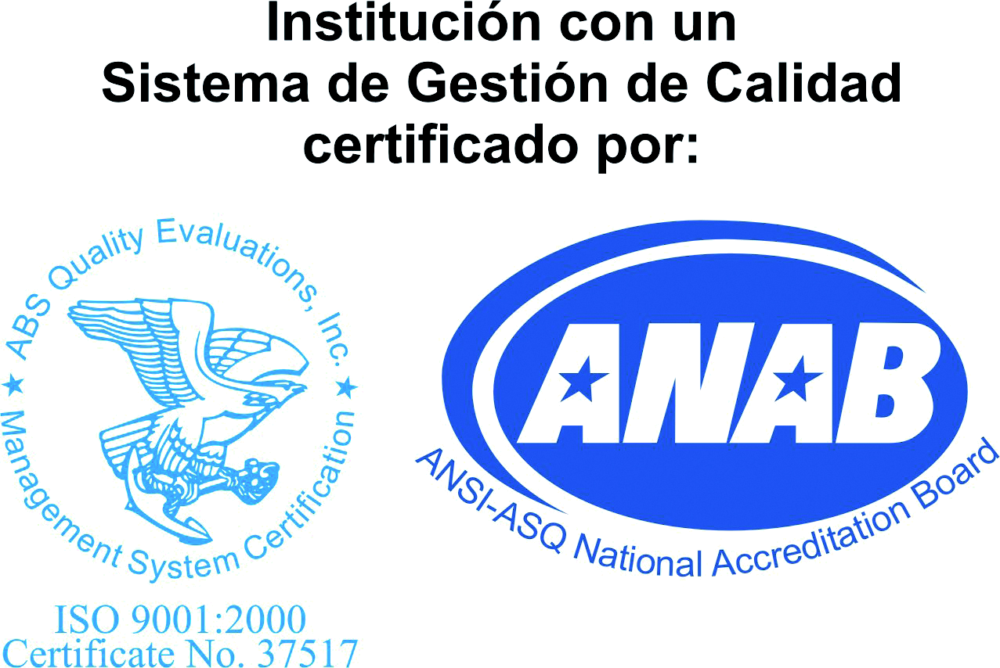 Institución con un
Sistema de Gestión de Calidad
certificado por:
ABS Quality Evaluations, Inc.
Management System Certification
ISO 9001:2000
Certificate No. 37517
ANAB
ANSI-ASQ National Accreditation Board